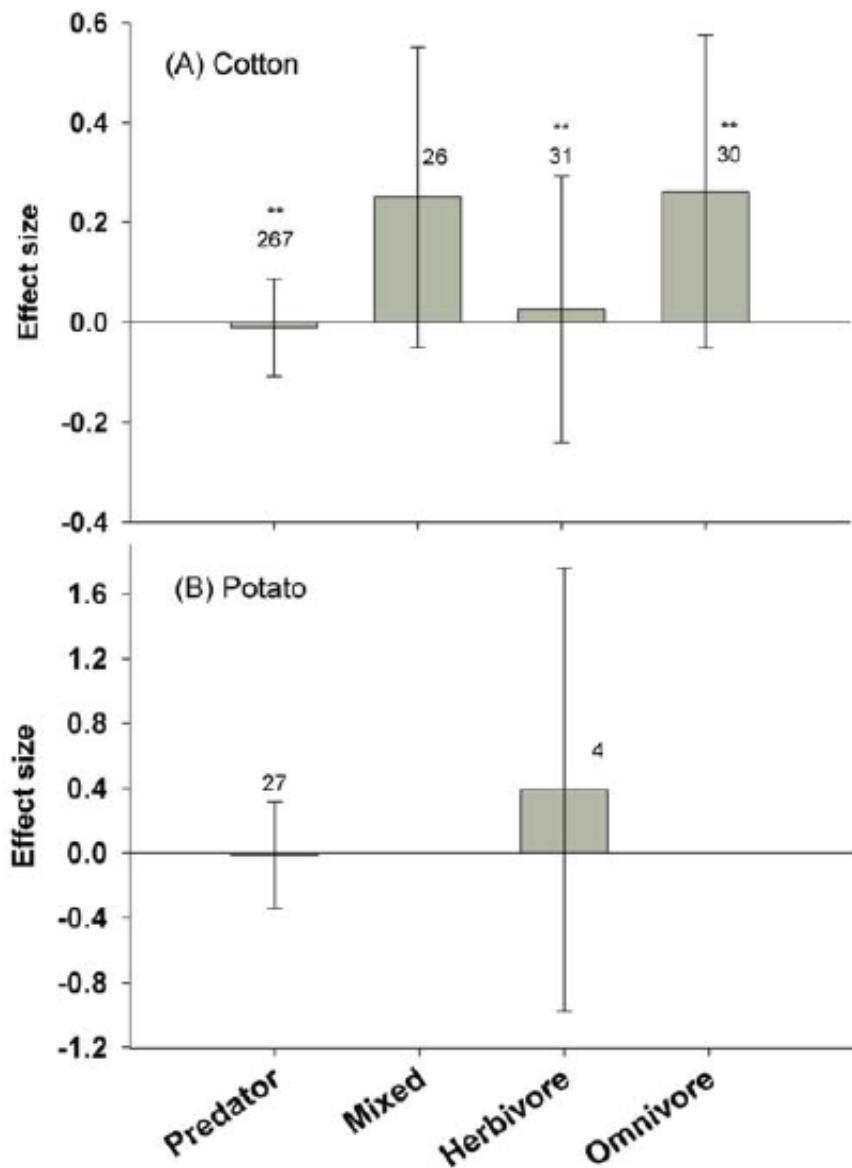 (A) Cotton
Effect size
0.6
0.4
0.2
0.0
-0.2
-0.4
**
267
26
**
31
**
30
(B) Potato
Effect size
1.6
1.2
0.8
0.4
0.0
-0.4
-0.8
-1.2
27
4
Predator
Mixed
Herbivore
Omnivore